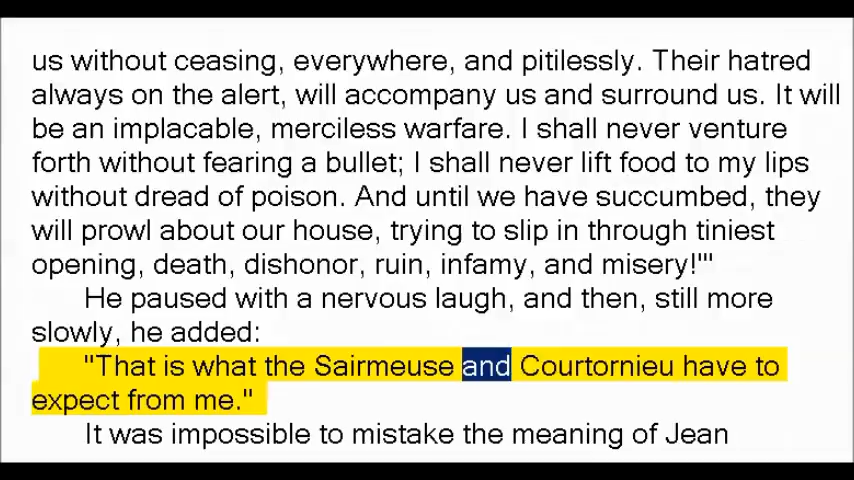 us without ceasing, everywhere, and pitilessly. Their hatred
always on the alert, will accompany us and surround us. It will
be an implacable, merciless warfare. I shall never venture
forth without fearing a bullet; I shall never lift food to my lips
without dread of poison. And until we have succumbed, they
will prowl about our house, trying to slip in through tiniest
opening, death, dishonor, ruin, infamy, and misery!'"
He paused with a nervous laugh, and then, still more
slowly, he added:
"That is what the Sairmeuse and Courtornieu have to
expect from me."
It was impossible to mistake the meaning of Jean